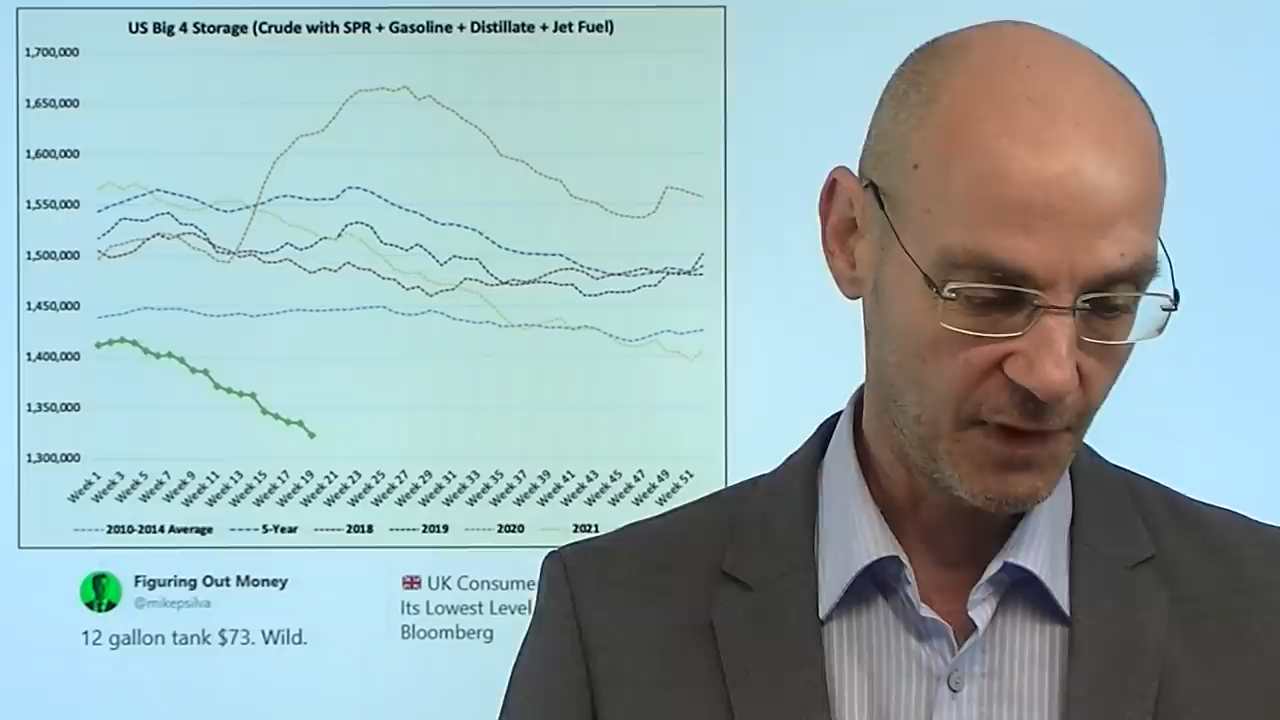 US Big 4 Storage (Crude with SPR + Gasoline + Distillate + Jet Fuel)
1,700,000
1,650,000
1,600,000
1,550,000
1,500,000
1,450,000
1,400,000
1,350,000
1,300,000
Week 1
Week 3
Week 5
Week 7
Week 9
Week 11
Week 13
Week 15
Week 17
Week 19
Week 21
Week 23
Week 25
Week 27
Week 29
Week 31
Week 33
Week 35
Week 37
Week 39
Week 41
Week 43
Week 45
Week 47
Week 49
Week 51
2010-2014 Average
5-Year
2018
2019
2020
2021
Figuring Out Money
@mikepsilva
12 gallon tank $73. Wild.
UK Consume
Its Lowest Level
Bloomberg